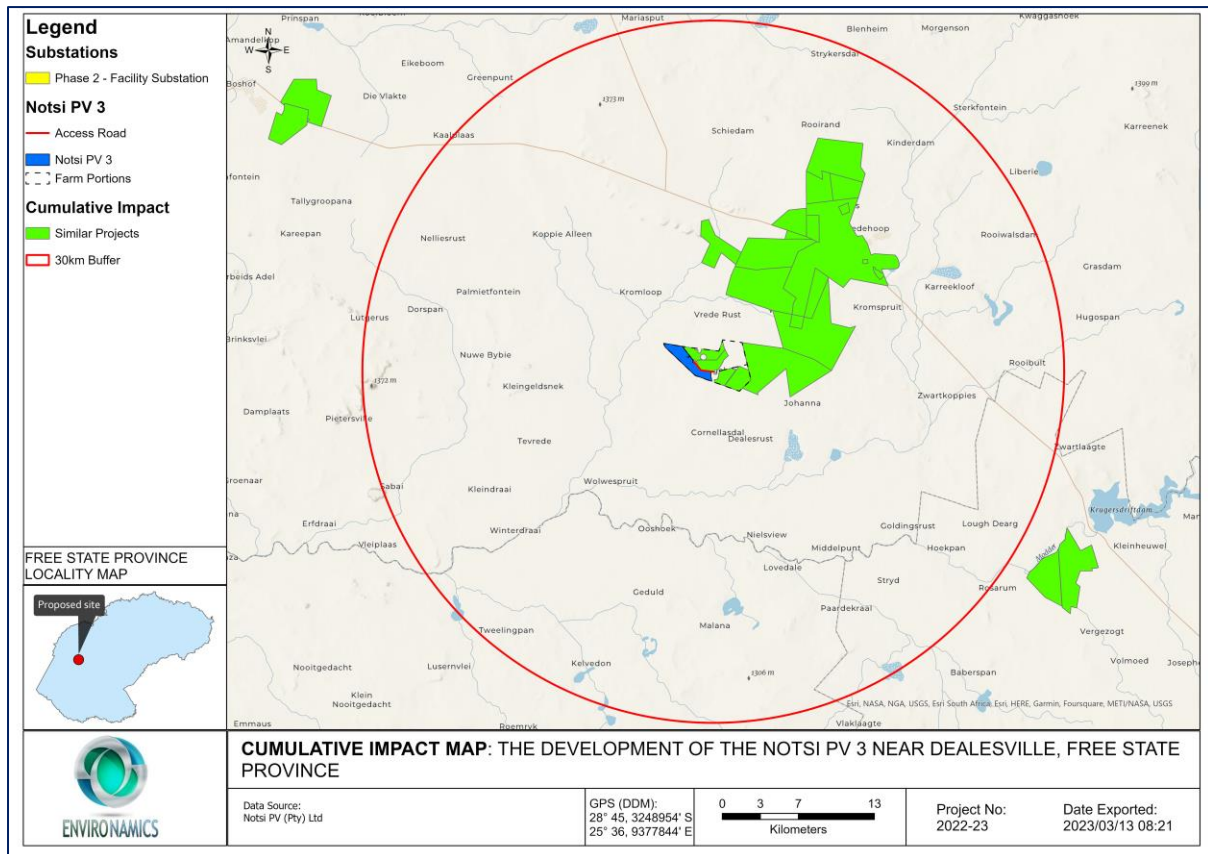 Legend
Substations
Phase 2 - Facility Substation
Notsi PV 3
Access Road
Notsi PV 3
Farm Portions
Cumulative Impact
Similar Projects
30km Buffer
FREE STATE PROVINCE
LOCALITY MAP
Proposed site
N
W E
S
Prinspan
Mariasput
Blenheim
Morgenson
Kwaggashoek
Amandelkop
Eikeboom
Strykersdal
Boshof
Greenpunt
Die Vlakte
1373 m
1399 m
Sterkfontein
Kaalplaas
Schiedam
Rooirand
Karreenek
Kinderdam
Liberie
Tallygroopana
Kareepan
Nelliesrust
Koppie Alleen
edehoop
Rooiwalsdam
Grasdam
arbeids Adel
Palmietfontein
Kromloop
Karreekloof
Lutgerus
Dorspan
Vrede Rust
Kromspruit
Hugospan
Brinksvlei
Nuwe Bybie
Rooibult
1372 m
Kleingeldsnek
Zwartkoppies
Damplaats
Pietersville
Johanna
Tevrede
Cornellasdal
Dealesrust
Zwartlaagte
Groenaar
Sabai
Kleindraai
Wolwespruit
Krugersdriftdam
Erfdraai
Winterdraai
Ooshoek
Nielsview
Goldingsrust
Lough Dearg
Vleiplaas
Middelpunt
Hoekpan
Modder
Kleinheuwel
Lovedale
Stryd
Rosarum
Geduld
Paardekraal
Tweelingpan
Malana
Vergezogt
Nooitgedacht
Lusernvlei
Kelvedon
1306 m
Baberspan
Volmoed
Klein
Nooitgedacht
Emmaus
Roemryk
Vlaklaagte
Esri, NASA, NGA, USGS, Esri South Africa, Esri, HERE, Garmin, Foursquare, METI/NASA, USGS
ENVIRONAMICS
CUMULATIVE IMPACT MAP: THE DEVELOPMENT OF THE NOTSI PV 3 NEAR DEALESVILLE, FREE STATE
PROVINCE
Data Source:
Notsi PV (Pty) Ltd
GPS (DDM):
28° 45, 3248954' S
25° 36, 9377844' E
0 3 7 13
Kilometers
Project No:
2022-23
Date Exported:
2023/03/13 08:21